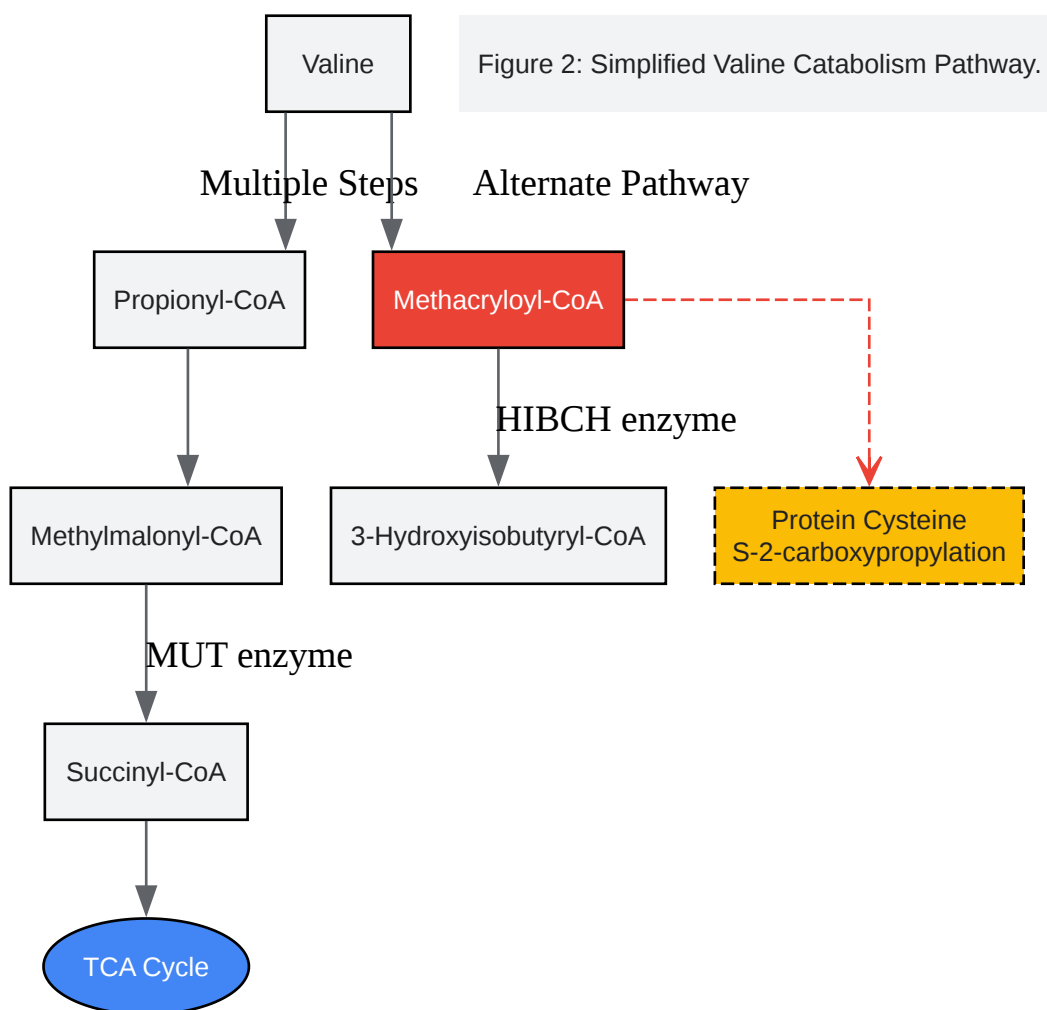 Valine
Figure 2: Simplified Valine Catabolism Pathway.
Multiple Steps
Alternate Pathway
Propionyl-CoA
Methacryloyl-CoA
HIBCH enzyme
Methylmalonyl-CoA
3-Hydroxyisobutyryl-CoA
Protein Cysteine
S-2-carboxypropylation
MUT enzyme
Succinyl-CoA
TCA Cycle